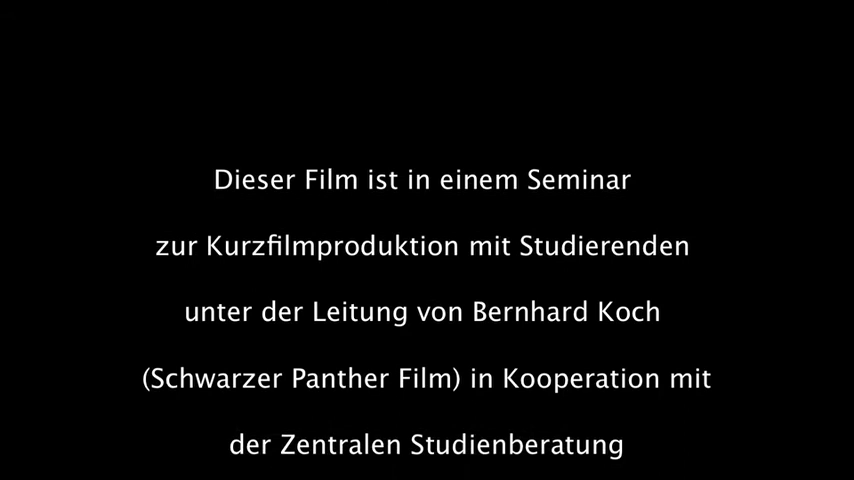 Dieser Film ist in einem Seminar
zur Kurzfilmproduktion mit Studierenden
unter der Leitung von Bernhard Koch
(Schwarzer Panther Film) in Kooperation mit
der Zentralen Studienberatung